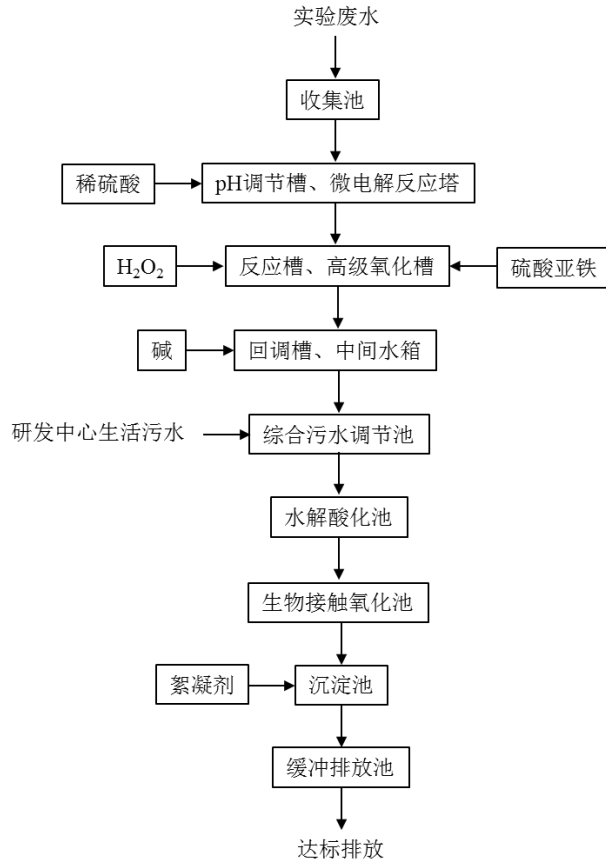 实验废水
收集池
稀硫酸
pH调节槽、微电解反应塔
H₂O₂
反应槽、高级氧化槽
硫酸亚铁
碱
回调槽、中间水箱
研发中心生活污水
综合污水调节池
水解酸化池
生物接触氧化池
絮凝剂
沉淀池
缓冲排放池
达标排放